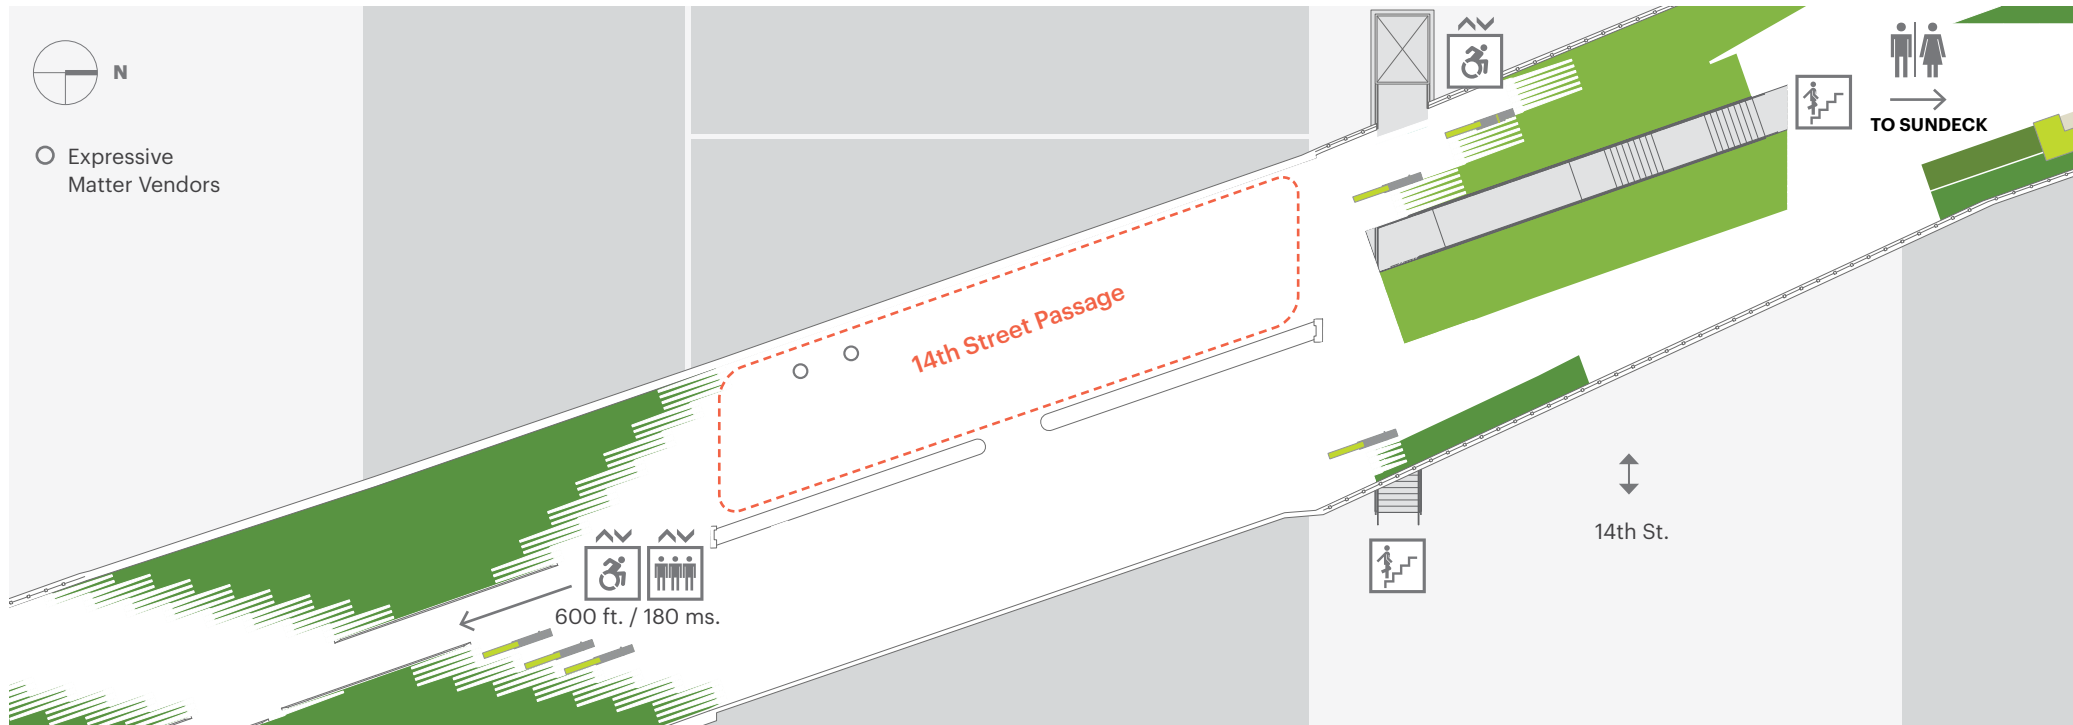 N
Expressive
Matter Vendors
TO SUNDECK
14th Street Passage
14th St.
600 ft. / 180 ms.